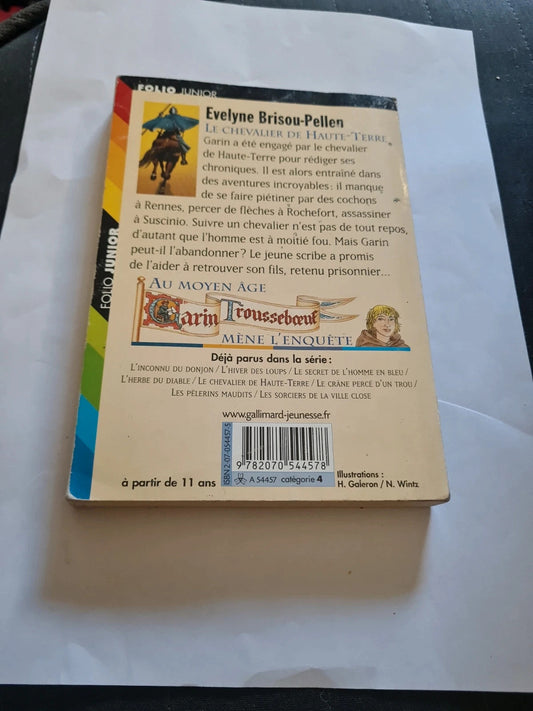 FOLIO JUNIOR
Evelyne Brisou-Pellen
LE CHEVALIER DE HAUTE-TERRE
Garin a été engagé par le chevalier
de Haute-Terre pour rédiger ses
chroniques. Il est alors entraîné dans
des aventures incroyables : il manque
de se faire piétiner par des cochons
à Rennes, percer de flèches à Rochefort, assassiner
à Suscinio. Suivre un chevalier n'est pas de tout repos,
d'autant que l'homme est à moitié fou. Mais Garin
peut-il l'abandonner ? Le jeune scribe a promis
de l'aider à retrouver son fils, retenu prisonnier...
AU MOYEN ÂGE
Garin Trousseboeuf
MÈNE L'ENQUÊTE
Déjà parus dans la série :
L'INCONNU DU DONJON / L'HIVER DES LOUPS / LE SECRET DE L'HOMME EN BLEU /
L'HERBE DU DIABLE / LE CHEVALIER DE HAUTE-TERRE / LE CRÂNE PERCÉ D'UN TROU /
LES PÈLERINS MAUDITS / LES SORCIERS DE LA VILLE CLOSE
www.gallimard-jeunesse.fr
ISBN 2-07-054457-5
9 782070 544578
à partir de 11 ans
A 54457 catégorie 4
Illustrations :
H. Galeron / N. Wintz
FOLIO JUNIOR